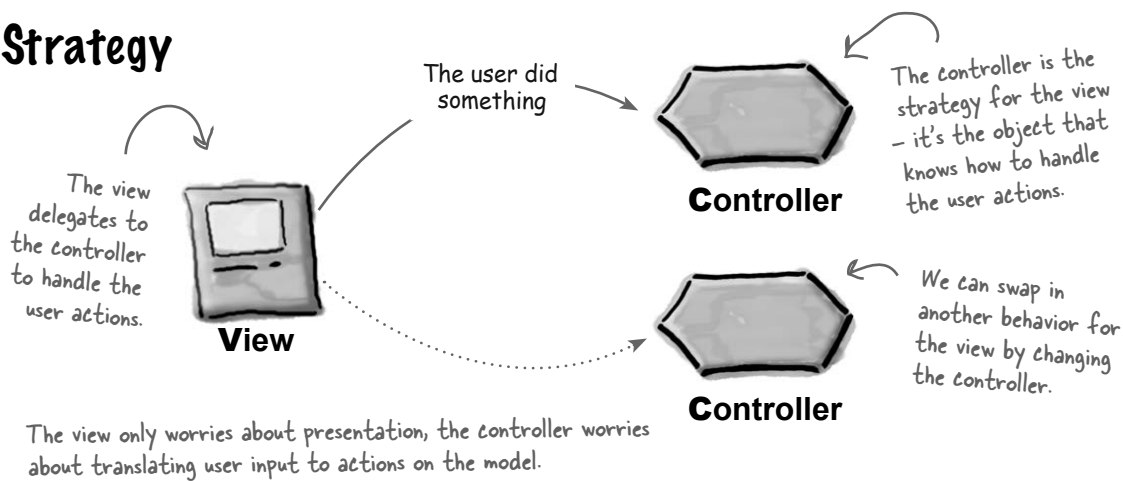 Strategy
The user did
something
The controller is the
strategy for the view
– it's the object that
knows how to handle
the user actions.
The view
delegates to
the controller
to handle the
user actions.
Controller
View
We can swap in
another behavior for
the view by changing
the controller.
Controller
The view only worries about presentation, the controller worries
about translating user input to actions on the model.